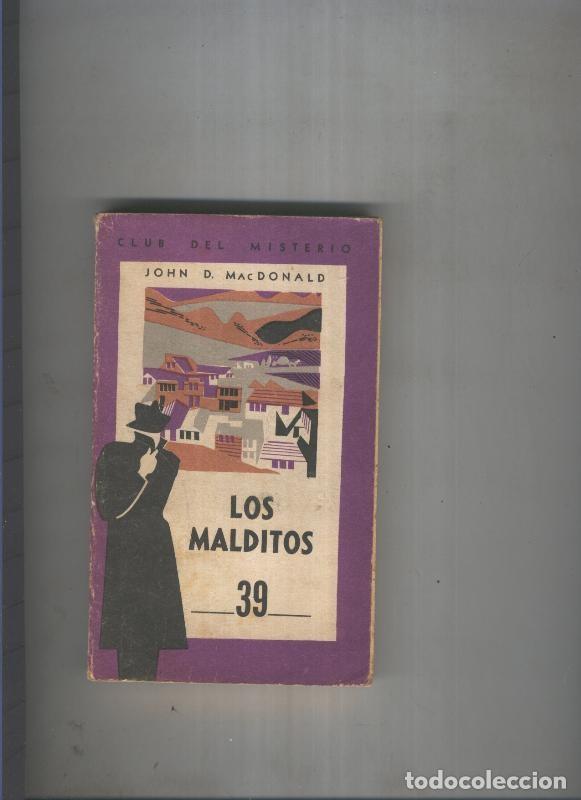 CLUB DEL MISTERIO
JOHN D. MACDONALD
LOS
MALDITOS
39
todocoleccion